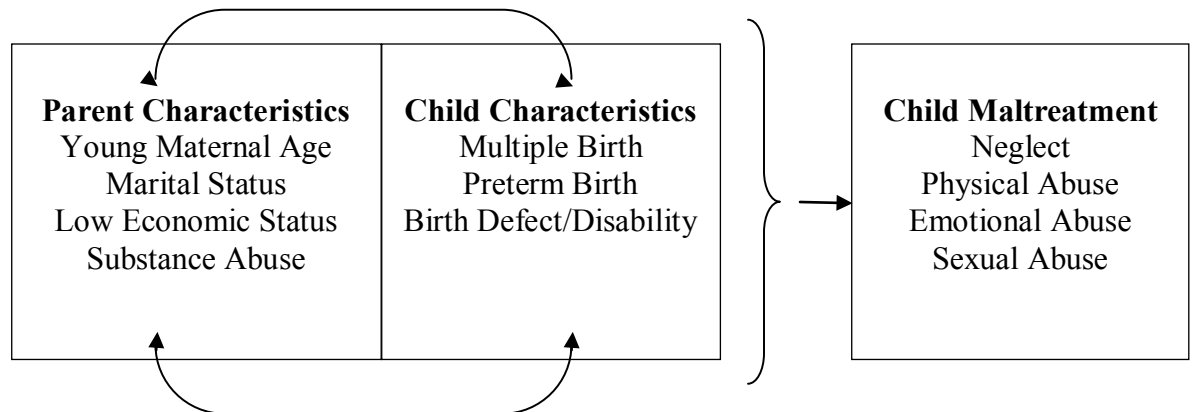 Parent Characteristics
Young Maternal Age
Marital Status
Low Economic Status
Substance Abuse
Child Characteristics
Multiple Birth
Preterm Birth
Birth Defect/Disability
Child Maltreatment
Neglect
Physical Abuse
Emotional Abuse
Sexual Abuse